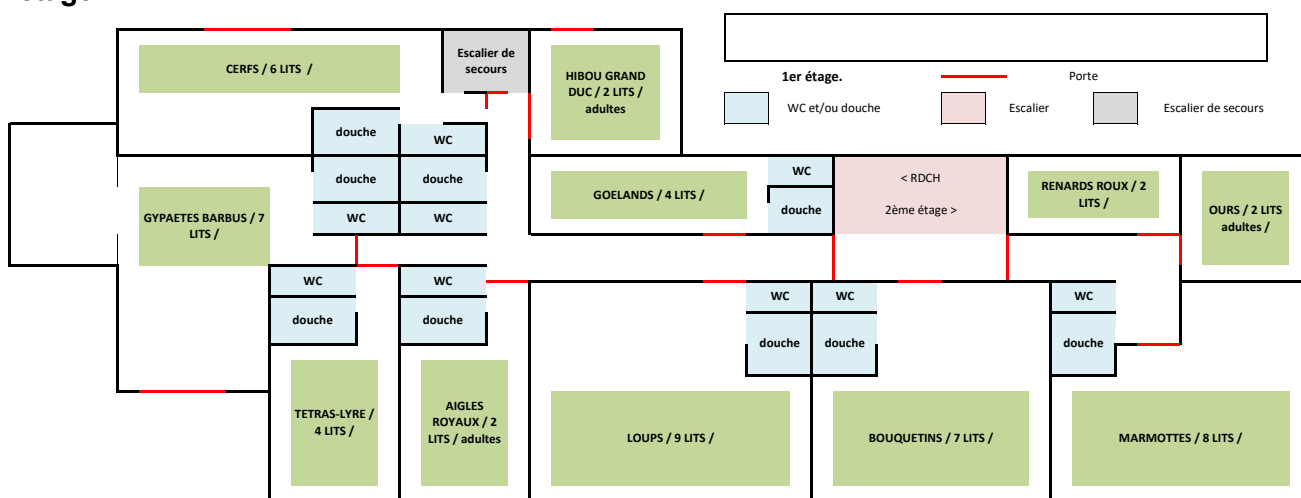 1er étage.
Porte
WC et/ou douche
Escalier
Escalier de secours
CERFS / 6 LITS /
Escalier de
secours
HIBOU GRAND
DUC / 2 LITS /
adultes
douche
WC
douche
douche
WC
WC
GYPAETES BARBUS / 7
LITS /
GOELANDS / 4 LITS /
WC
douche
< RDCH
2ème étage >
RENARDS ROUX / 2
LITS /
OURS / 2 LITS
adultes /
WC
douche
WC
douche
WC
douche
WC
douche
WC
douche
TETRAS-LYRE /
4 LITS /
AIGLES
ROYAUX / 2
LITS / adultes
LOUPS / 9 LITS /
BOUQUETINS / 7 LITS /
MARMOTTES / 8 LITS /